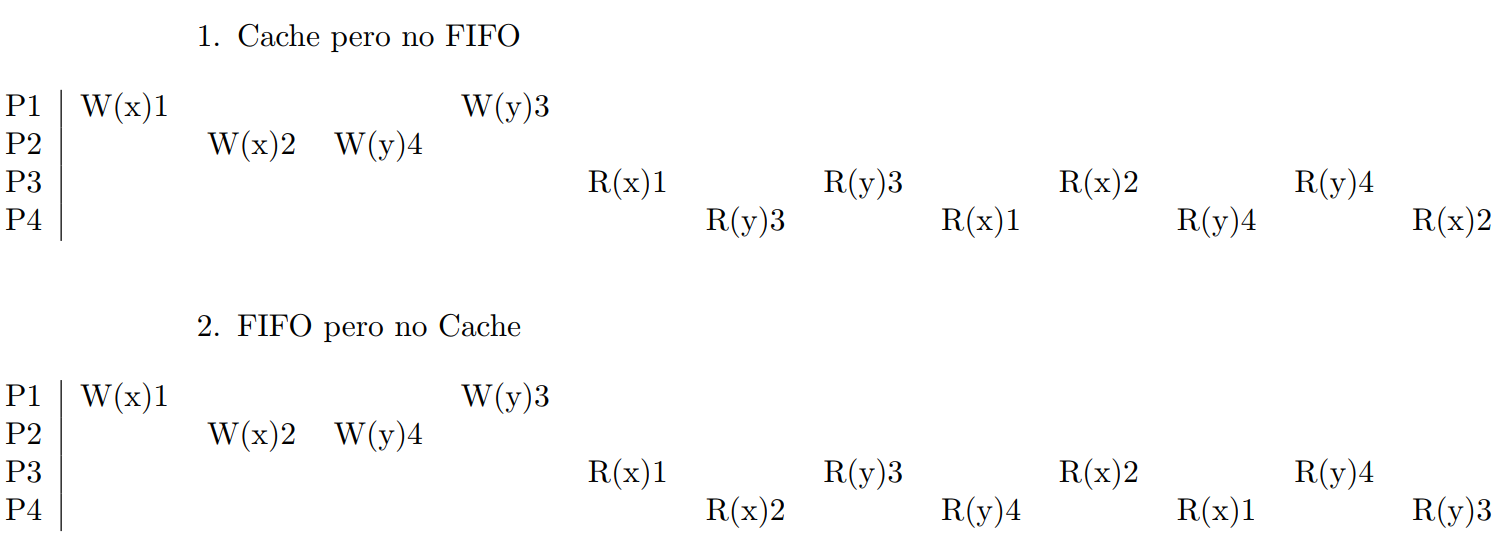 1. Cache pero no FIFO
P1 W(x)1 W(y)3
P2 W(x)2 W(y)4
P3 R(x)1 R(y)3 R(x)2 R(y)4
P4 R(y)3 R(x)1 R(y)4 R(x)2
2. FIFO pero no Cache
P1 W(x)1 W(y)3
P2 W(x)2 W(y)4
P3 R(x)1 R(y)3 R(x)2 R(y)4
P4 R(x)2 R(y)4 R(x)1 R(y)3